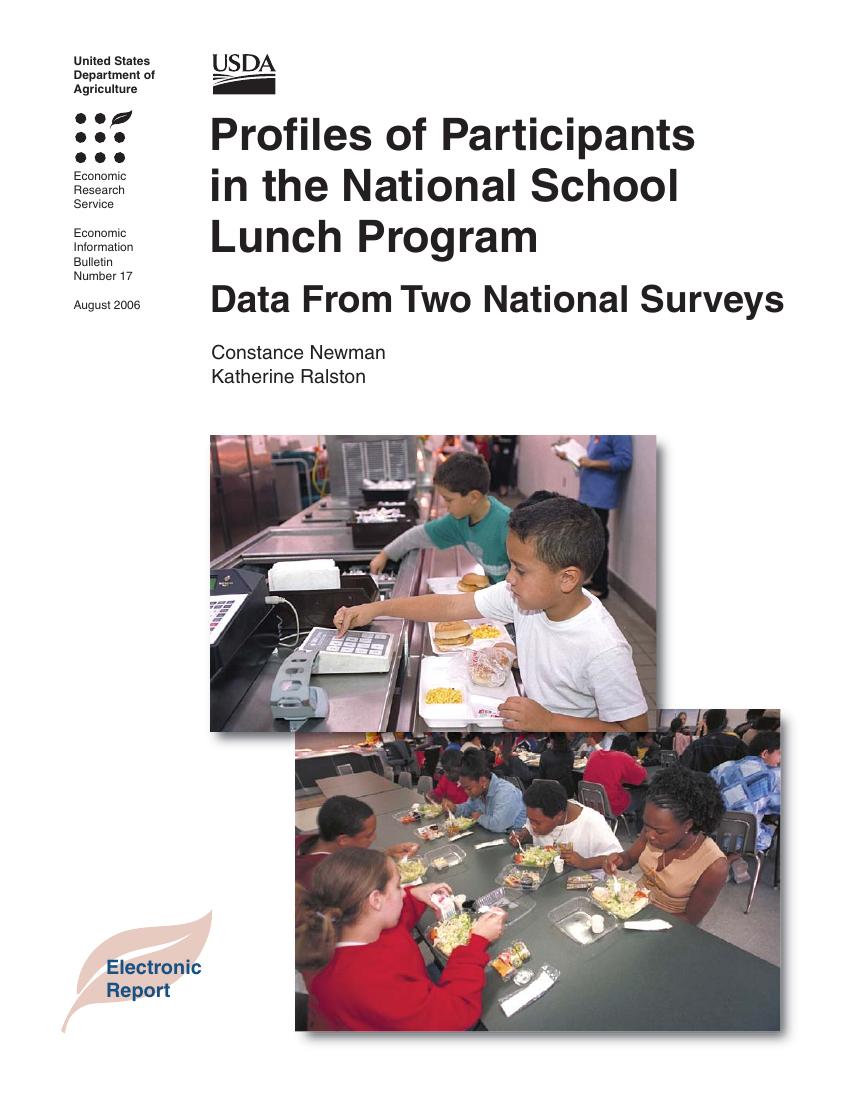 United States
Department of
Agriculture
Economic
Research
Service
Economic
Information
Bulletin
Number 17
August 2006
USDA
Profiles of Participants
in the National School
Lunch Program
Data From Two National Surveys
Constance Newman
Katherine Ralston
Electronic
Report